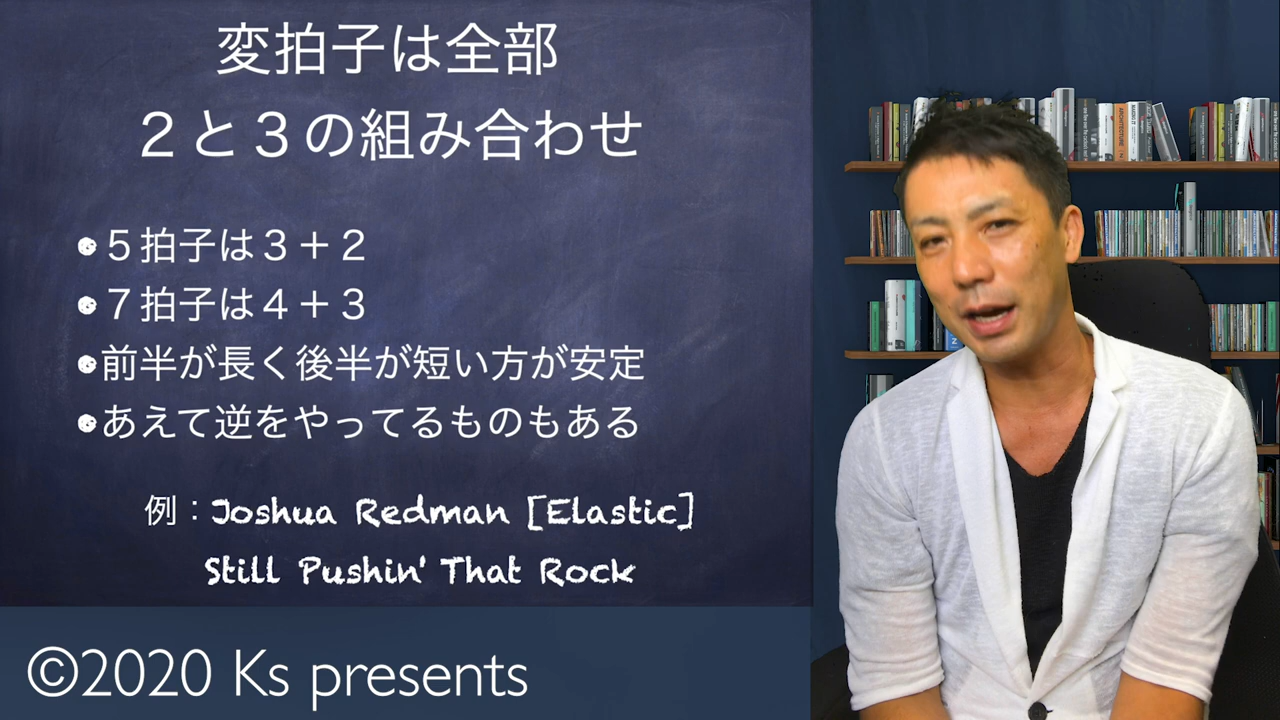 変拍子は全部
２と３の組み合わせ
５拍子は３＋２
７拍子は４＋３
前半が長く後半が短い方が安定
あえて逆をやってるものもある
例：Joshua Redman [Elastic]
Still Pushin' That Rock
©2020 Ks presents